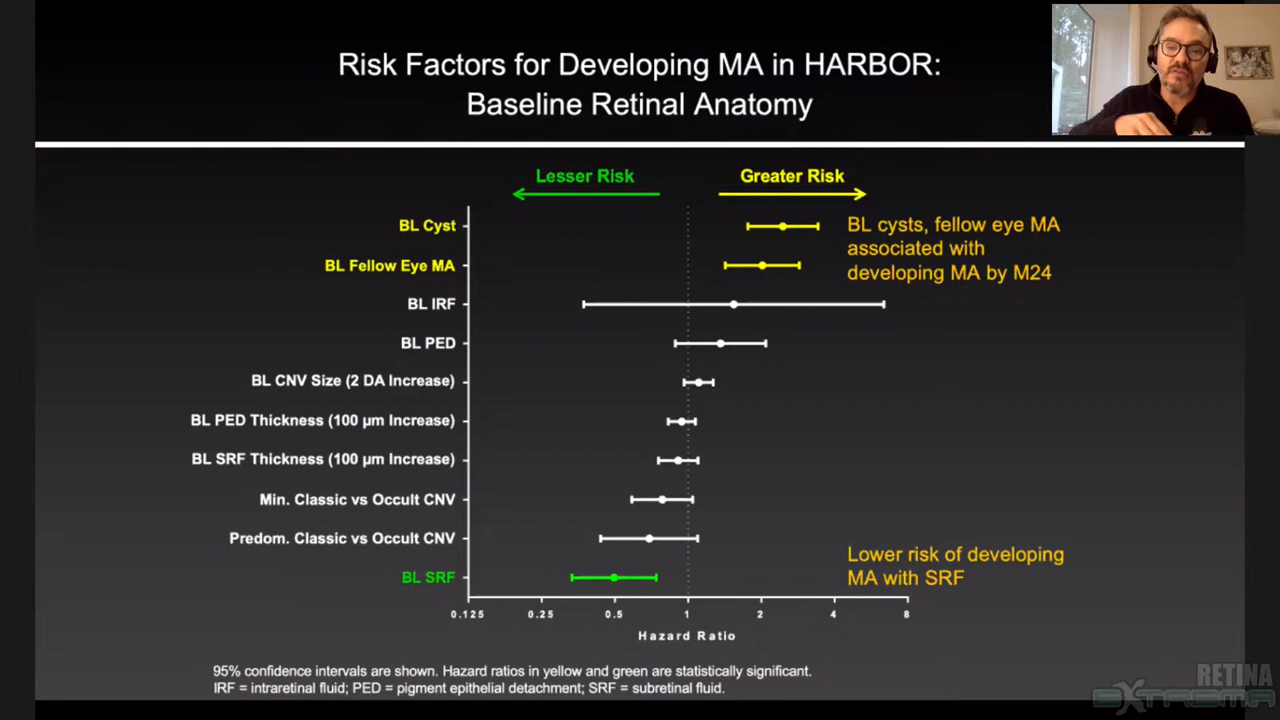 Risk Factors for Developing MA in HARBOR:
Baseline Retinal Anatomy
Lesser Risk
Greater Risk
BL Cyst
BL cysts, fellow eye MA
associated with
developing MA by M24
BL Fellow Eye MA
BL IRF
BL PED
BL CNV Size (2 DA Increase)
BL PED Thickness (100 µm Increase)
BL SRF Thickness (100 µm Increase)
Min. Classic vs Occult CNV
Predom. Classic vs Occult CNV
BL SRF
Lower risk of developing
MA with SRF
0.125 0.25 0.5 1 2 4 8
Hazard Ratio
95% confidence intervals are shown. Hazard ratios in yellow and green are statistically significant.
IRF = intraretinal fluid; PED = pigment epithelial detachment; SRF = subretinal fluid.
RETINA
EXTREMA